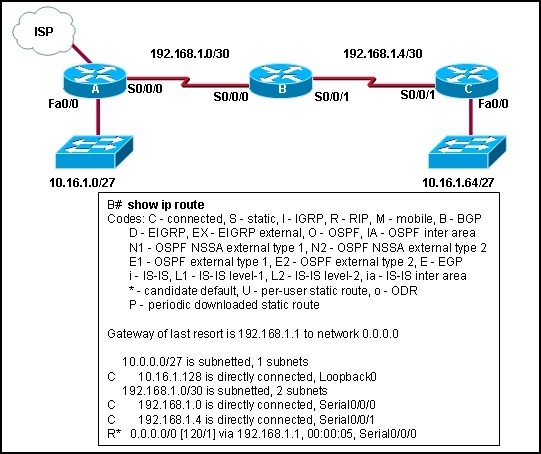 ISP
192.168.1.0/30
192.168.1.4/30
A
B
C
S0/0/0
S0/0/0
S0/0/1
S0/0/1
Fa0/0
Fa0/0
10.16.1.0/27
10.16.1.64/27
B# show ip route
Codes: C - connected, S - static, I - IGRP, R - RIP, M - mobile, B - BGP
D - EIGRP, EX - EIGRP external, O - OSPF, IA - OSPF inter area
N1 - OSPF NSSA external type 1, N2 - OSPF NSSA external type 2
E1 - OSPF external type 1, E2 - OSPF external type 2, E - EGP
i - IS-IS, L1 - IS-IS level-1, L2 - IS-IS level-2, ia - IS-IS inter area
* - candidate default, U - per-user static route, o - ODR
P - periodic downloaded static route
Gateway of last resort is 192.168.1.1 to network 0.0.0.0
10.0.0.0/27 is subnetted, 1 subnets
C 10.16.1.128 is directly connected, Loopback0
192.168.1.0/30 is subnetted, 2 subnets
C 192.168.1.0 is directly connected, Serial0/0/0
C 192.168.1.4 is directly connected, Serial0/0/1
R* 0.0.0.0/0 [120/1] via 192.168.1.1, 00:00:05, Serial0/0/0